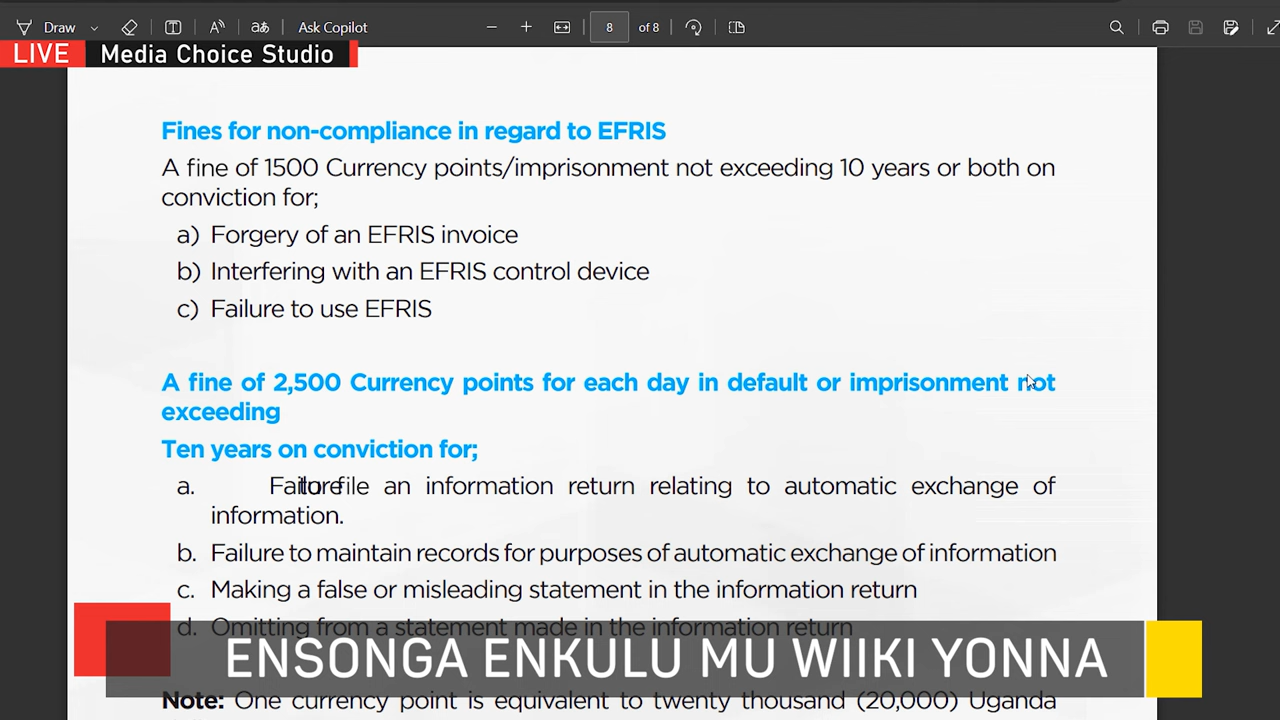 Draw
Ask Copilot
8 of 8
LIVE Media Choice Studio
Fines for non-compliance in regard to EFRIS
A fine of 1500 Currency points/imprisonment not exceeding 10 years or both on
conviction for;
a) Forgery of an EFRIS invoice
b) Interfering with an EFRIS control device
c) Failure to use EFRIS
A fine of 2,500 Currency points for each day in default or imprisonment not
exceeding
Ten years on conviction for;
a. Failure to file an information return relating to automatic exchange of
information.
b. Failure to maintain records for purposes of automatic exchange of information
c. Making a false or misleading statement in the information return
d. Omitting from a statement made in the information return
ENSONGA ENKULU MU WIIKI YONNA
Note: One currency point is equivalent to twenty thousand (20,000) Uganda